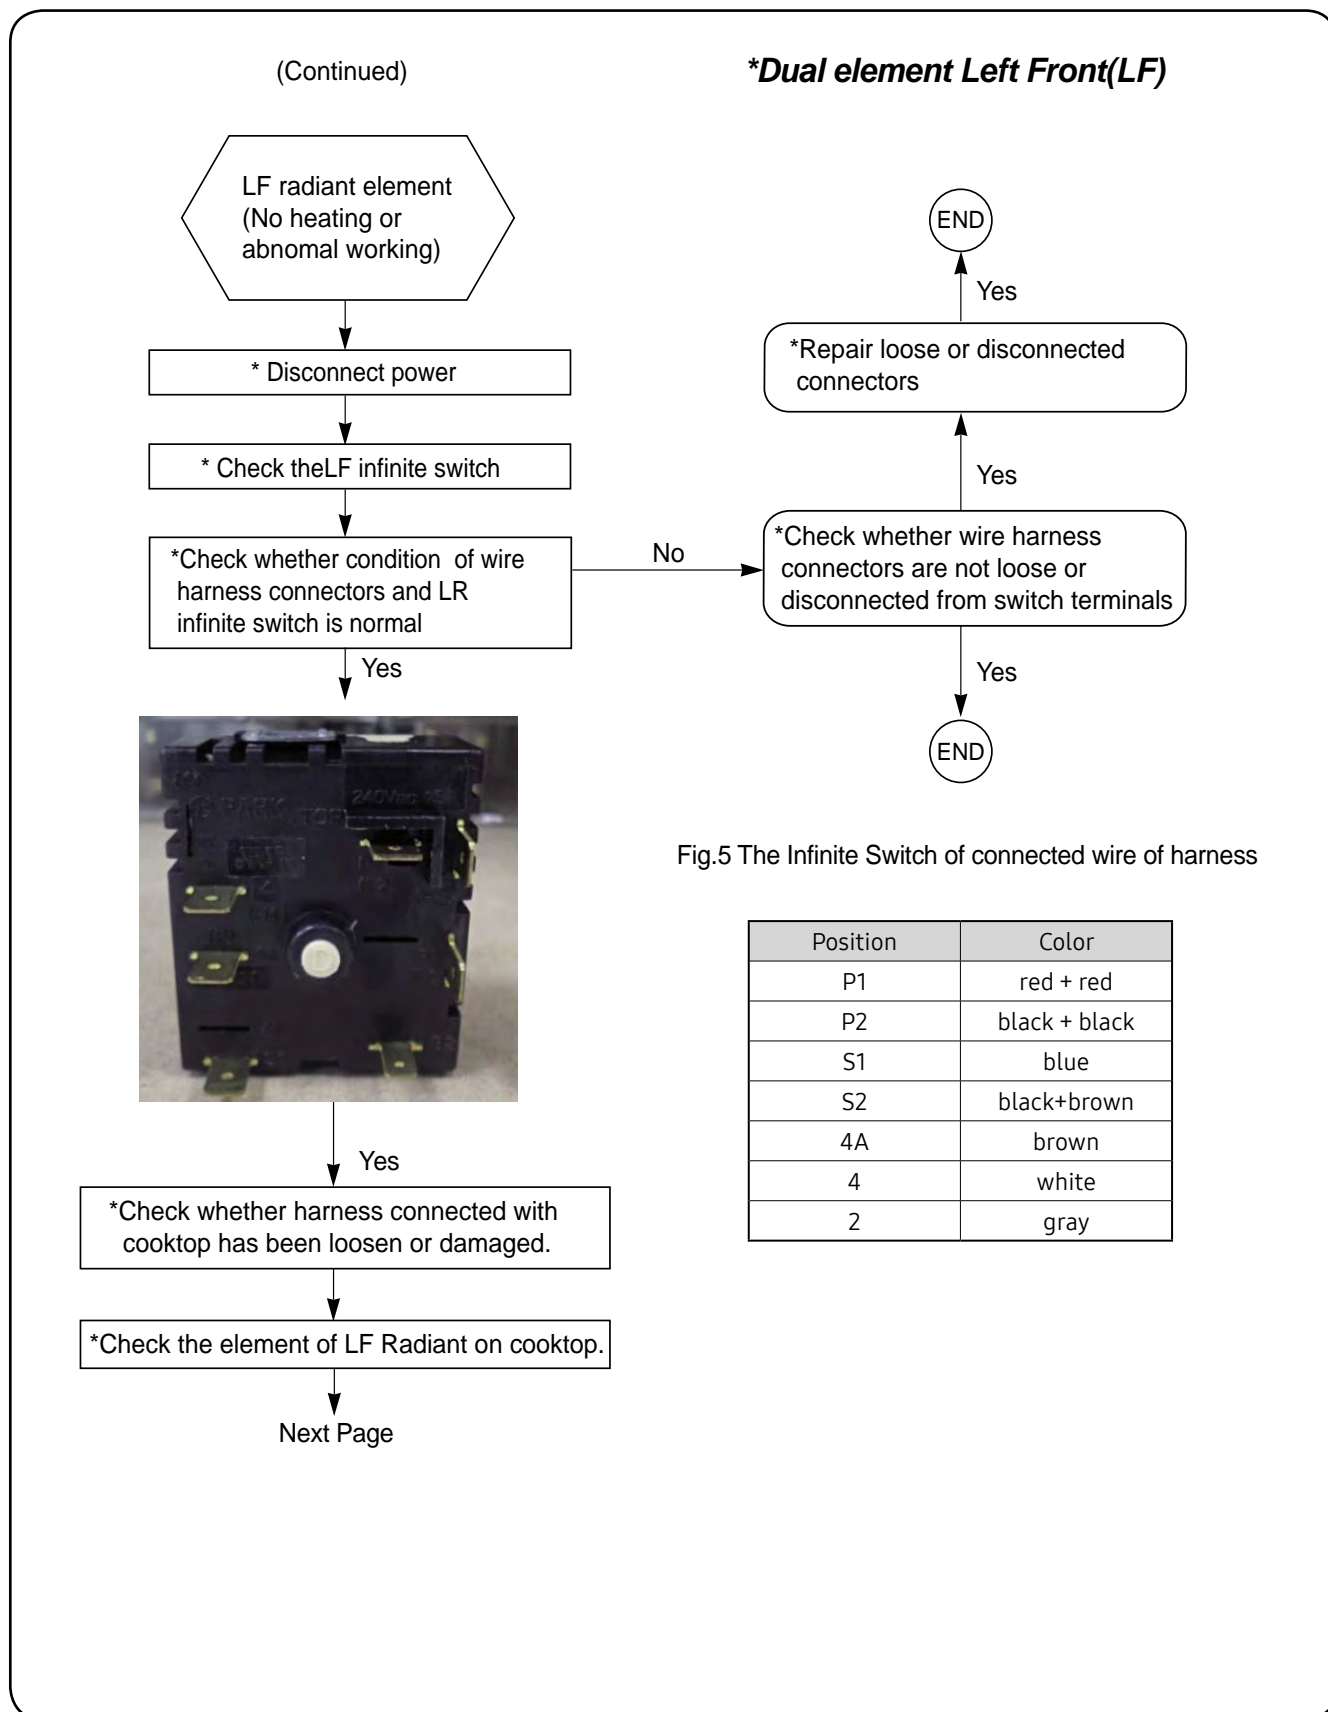 (Continued)
*Dual element Left Front(LF)
LF radiant element
(No heating or
abnomal working)
* Disconnect power
* Check theLF infinite switch
*Check whether condition of wire
harness connectors and LR
infinite switch is normal
No
Yes
END
Yes
*Repair loose or disconnected
connectors
Yes
*Check whether wire harness
connectors are not loose or
disconnected from switch terminals
Yes
END
240Vac
Fig.5 The Infinite Switch of connected wire of harness
Position Color
P1 red + red
P2 black + black
S1 blue
S2 black+brown
4A brown
4 white
2 gray
Yes
*Check whether harness connected with
cooktop has been loosen or damaged.
*Check the element of LF Radiant on cooktop.
Next Page